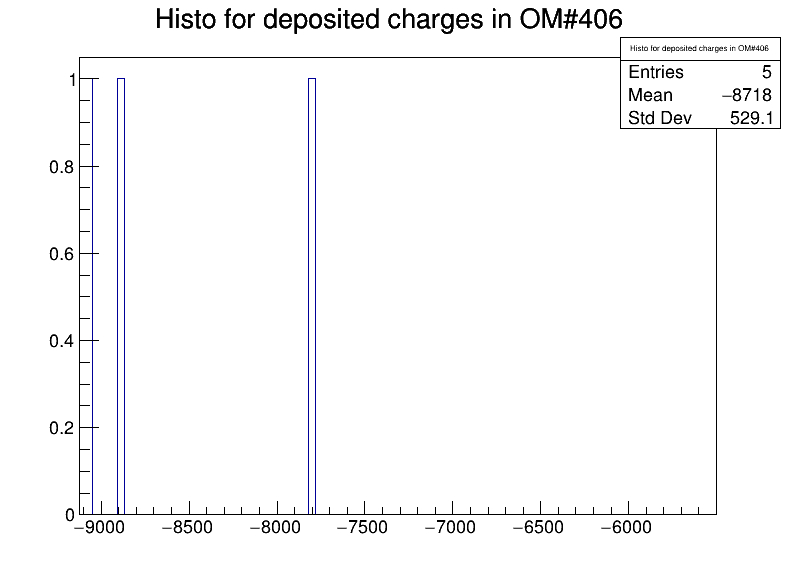 Histo for deposited charges in OM#406
Histo for deposited charges in OM#406
Entries 5
Mean −8718
Std Dev 529.1
1
0.8
0.6
0.4
0.2
0
−9000 −8500 −8000 −7500 −7000 −6500 −6000